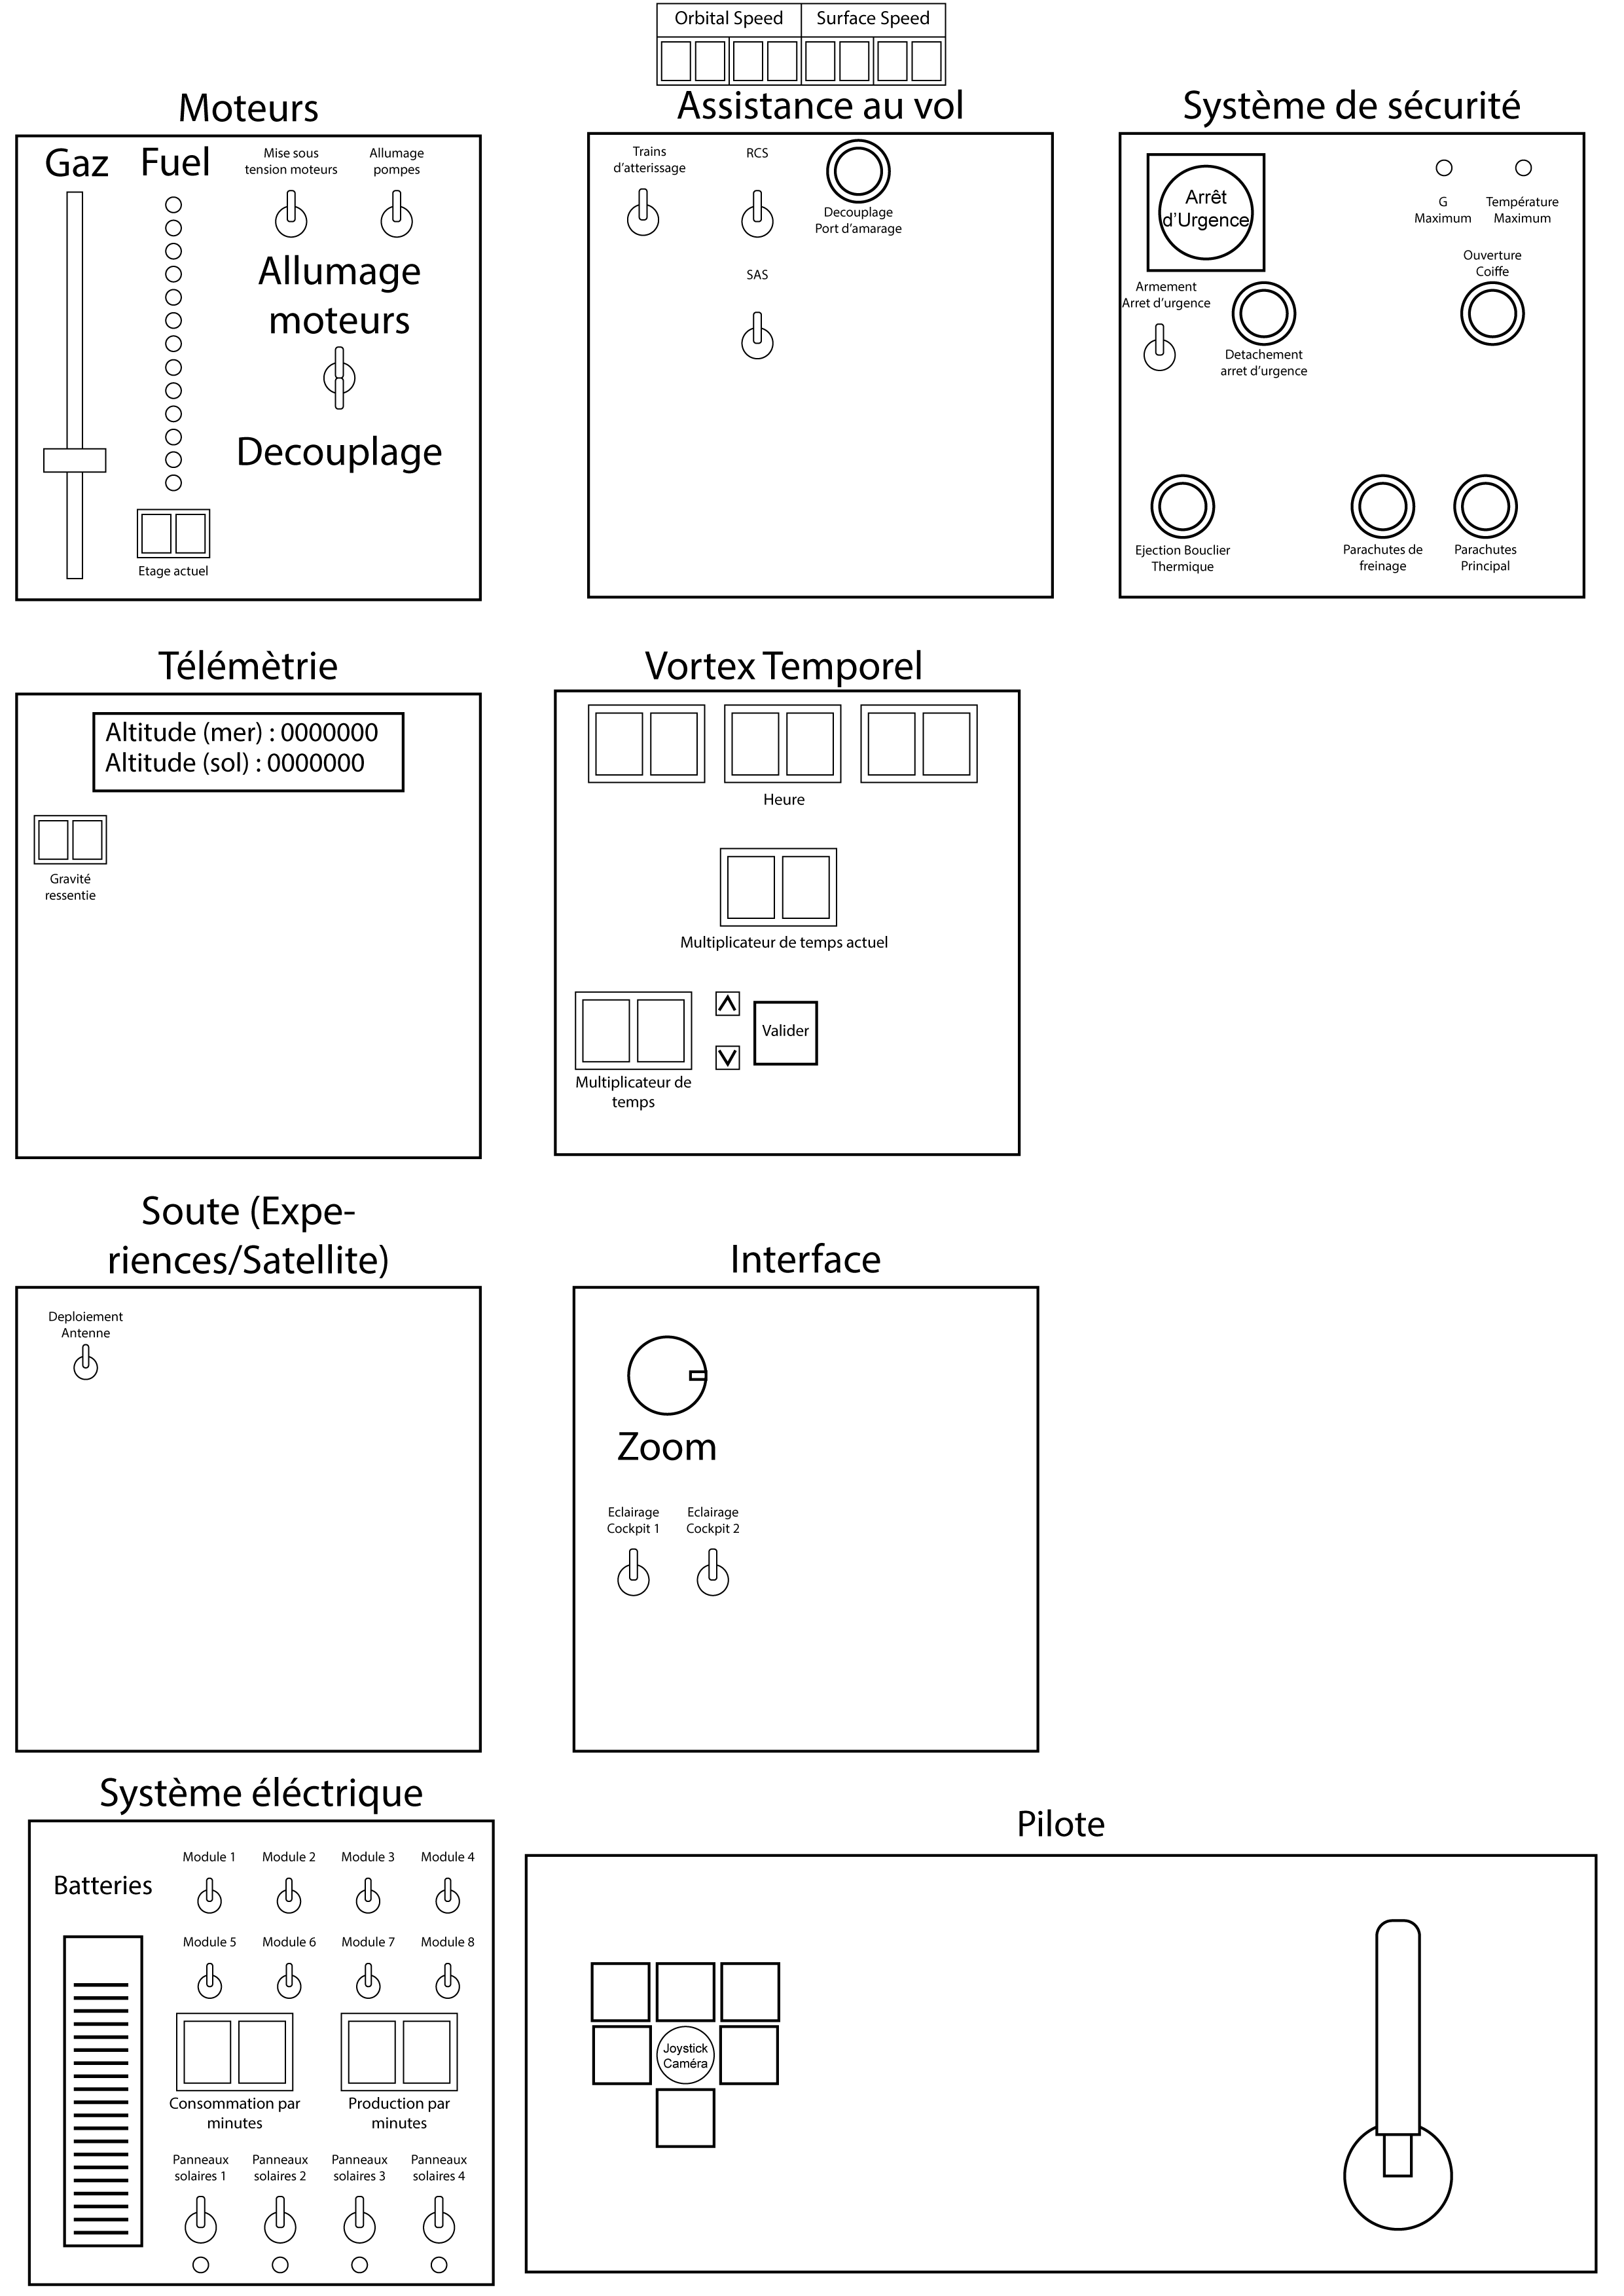 Orbital Speed
Surface Speed
Moteurs
Gaz
Fuel
Mise sous
tension moteurs
Allumage
pompes
Allumage
moteurs
Decouplage
Etage actuel
Assistance au vol
Trains
d'atterissage
RCS
Decouplage
Port d'amarage
SAS
Système de sécurité
Arrêt
d'Urgence
G
Maximum
Température
Maximum
Armement
Arret d'urgence
Detachement
arret d'urgence
Ouverture
Coiffe
Ejection Bouclier
Thermique
Parachutes de
freinage
Parachutes
Principal
Télémètrie
Altitude (mer) : 0000000
Altitude (sol) : 0000000
Gravité
ressentie
Vortex Temporel
Heure
Multiplicateur de temps actuel
Valider
Multiplicateur de
temps
Soute (Expe-
riences/Satellite)
Deploiement
Antenne
Interface
Zoom
Eclairage
Cockpit 1
Eclairage
Cockpit 2
Système éléctrique
Batteries
Module 1
Module 2
Module 3
Module 4
Module 5
Module 6
Module 7
Module 8
Consommation par
minutes
Production par
minutes
Panneaux
solaires 1
Panneaux
solaires 2
Panneaux
solaires 3
Panneaux
solaires 4
Pilote
Joystick
Caméra